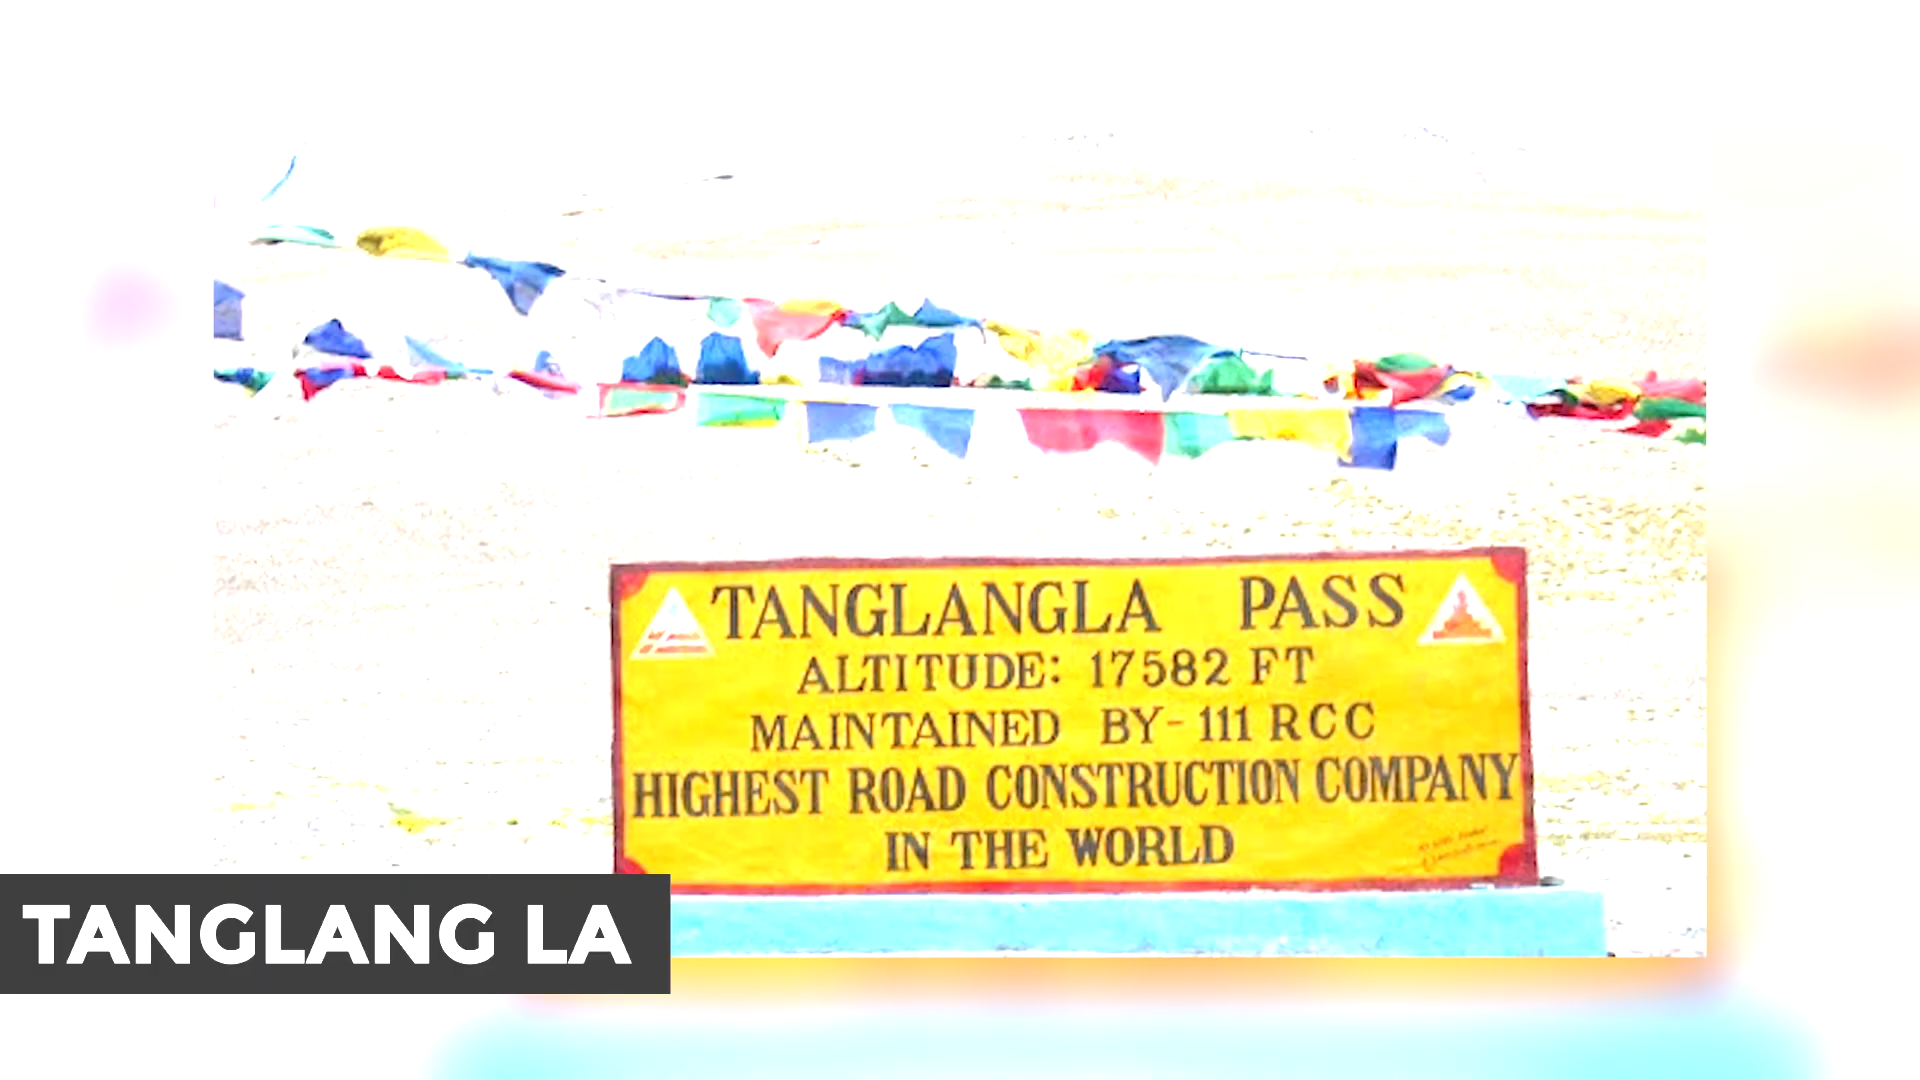 TANGLANGLA PASS
ALTITUDE: 17582 FT
MAINTAINED BY- 111 RCC
HIGHEST ROAD CONSTRUCTION COMPANY
IN THE WORLD
TANGLANG LA